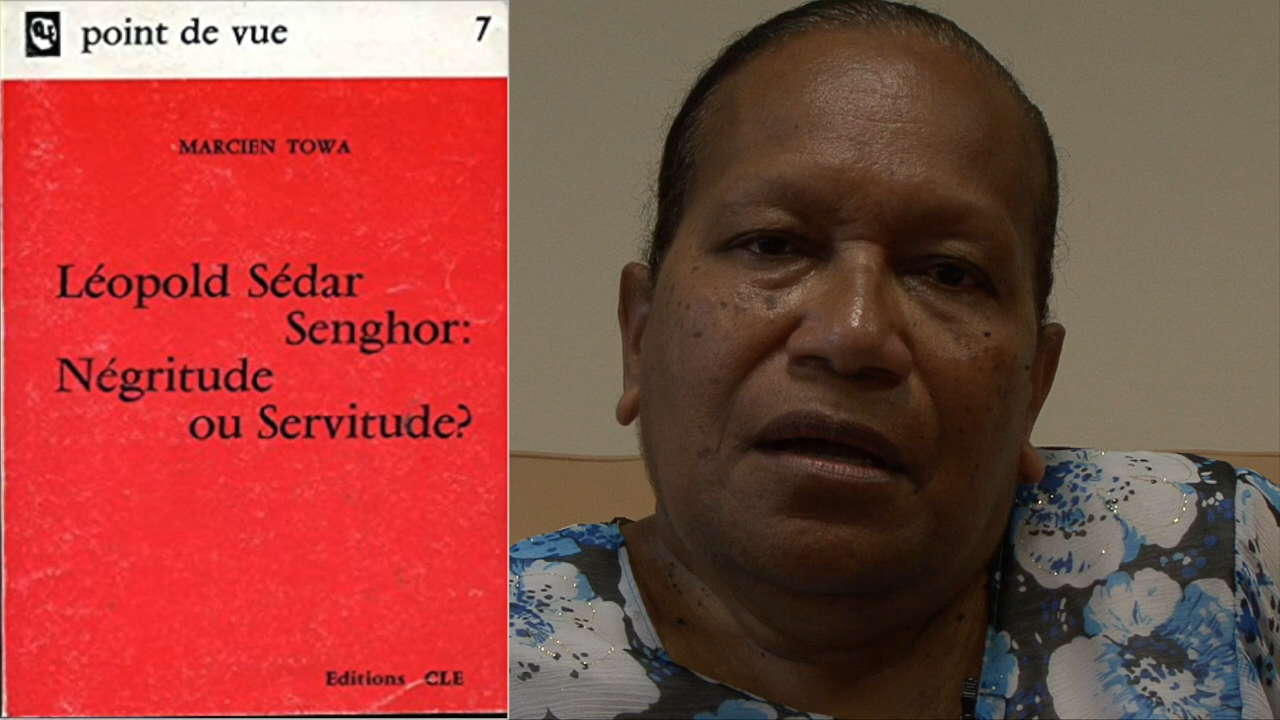 point de vue 7
MARCIEN TOWA
Léopold Sédar
Senghor:
Négritude
ou Servitude?
Editions CLE